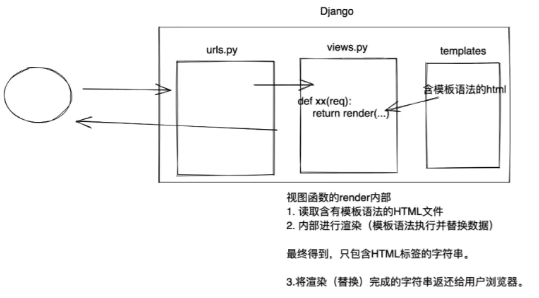 Django
urls.py
views.py
templates
含模板语法的html
def xx(req):
return render(...)
视图函数的render内部
1. 读取含有模板语法的HTML文件
2. 内部进行渲染（模板语法执行并替换数据）
最终得到，只包含HTML标签的字符串。
3.将渲染（替换）完成的字符串返还给用户浏览器。